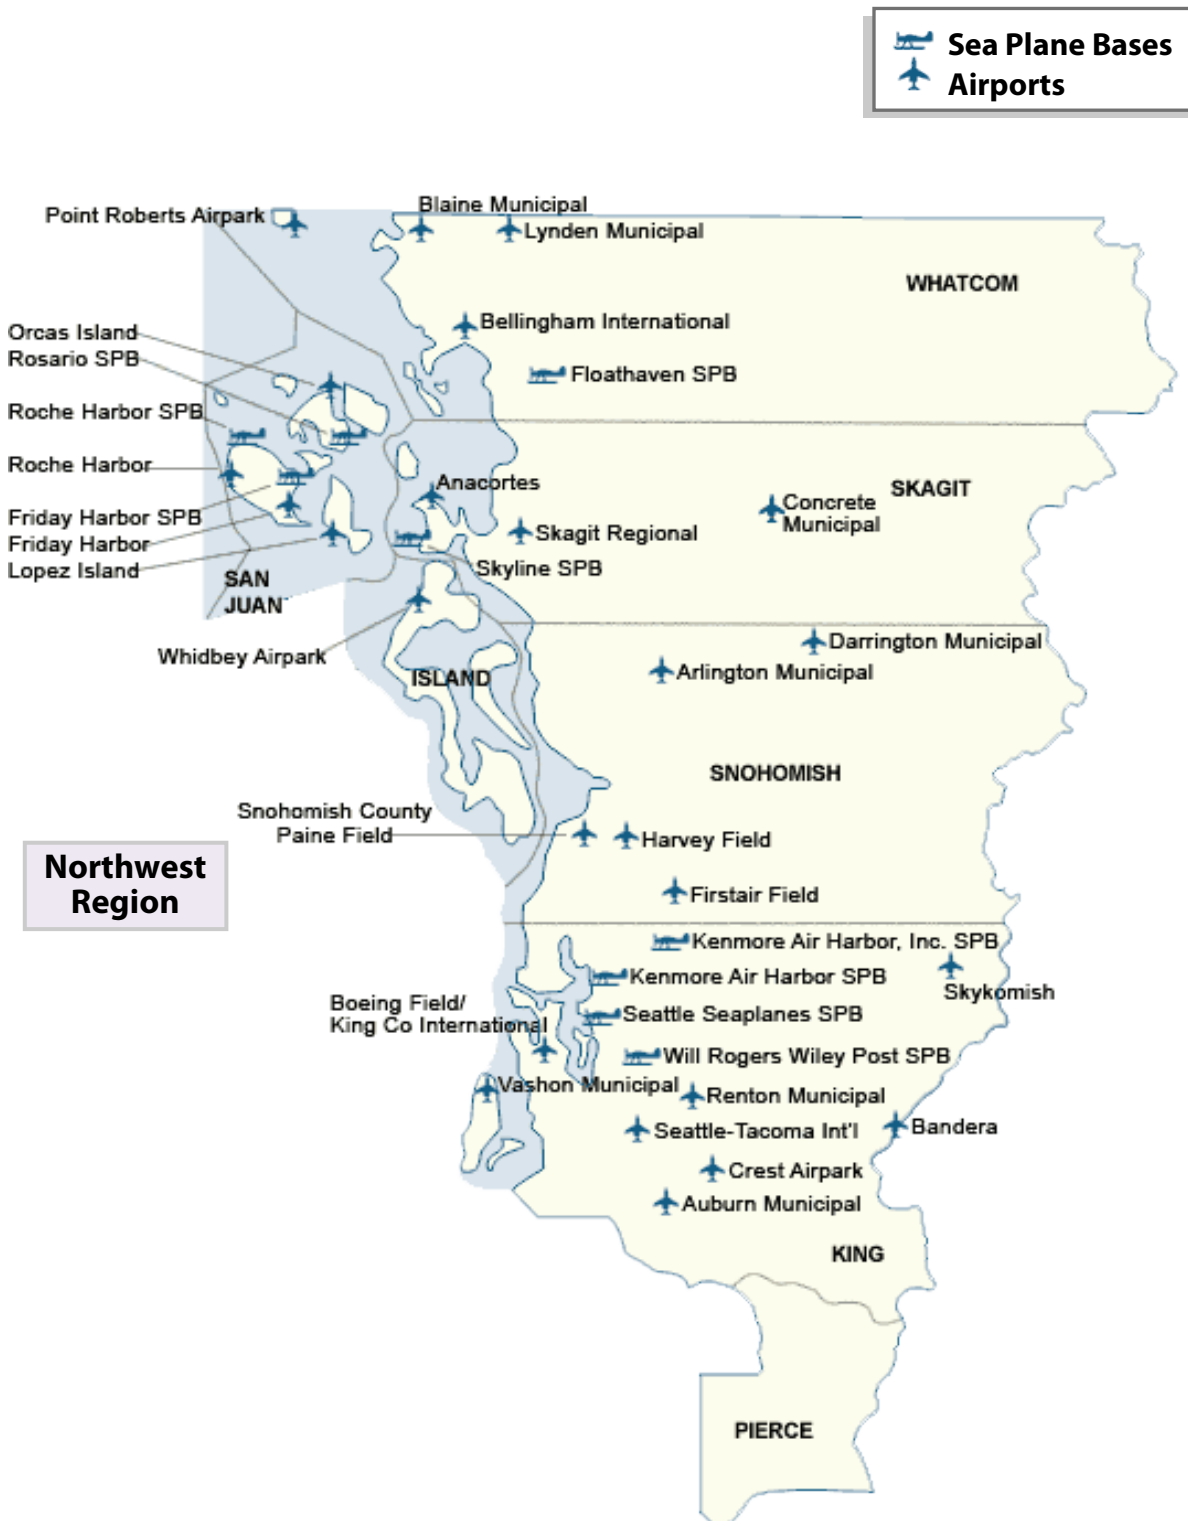 Sea Plane Bases
Airports
Point Roberts Airpark
Blaine Municipal
Lynden Municipal
WHATCOM
Bellingham International
Orcas Island
Rosario SPB
Floathaven SPB
Roche Harbor SPB
Roche Harbor
Anacortes
SKAGIT
Concrete
Municipal
Friday Harbor SPB
Skagit Regional
Friday Harbor
Lopez Island
Skyline SPB
SAN
JUAN
Darrington Municipal
Whidbey Airpark
Arlington Municipal
ISLAND
SNOHOMISH
Snohomish County
Paine Field
Harvey Field
Northwest
Region
Firstair Field
Kenmore Air Harbor, Inc. SPB
Kenmore Air Harbor SPB
Skykomish
Boeing Field/
King Co International
Seattle Seaplanes SPB
Will Rogers Wiley Post SPB
Vashon Municipal
Renton Municipal
Seattle-Tacoma Int'l
Bandera
Crest Airpark
Auburn Municipal
KING
PIERCE